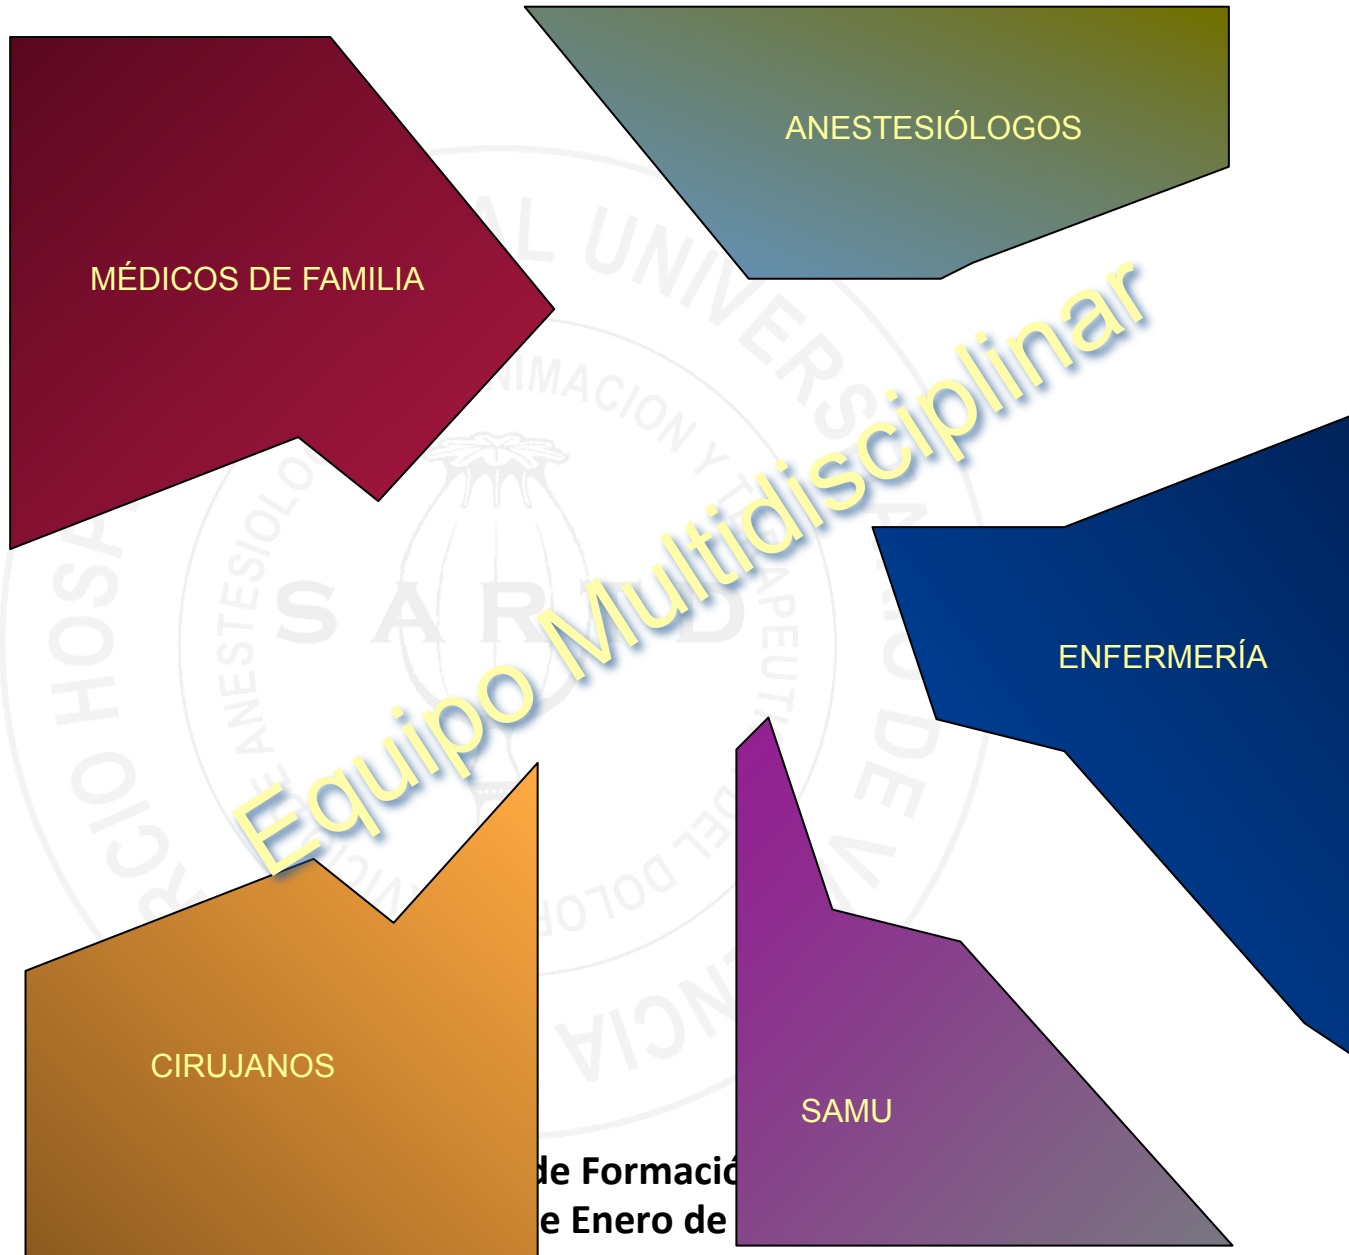 ANESTESIÓLOGOS
MÉDICOS DE FAMILIA
Equipo Multidisciplinar
ENFERMERÍA
CIRUJANOS
SAMU
S A R T D
de Formació
e Enero de